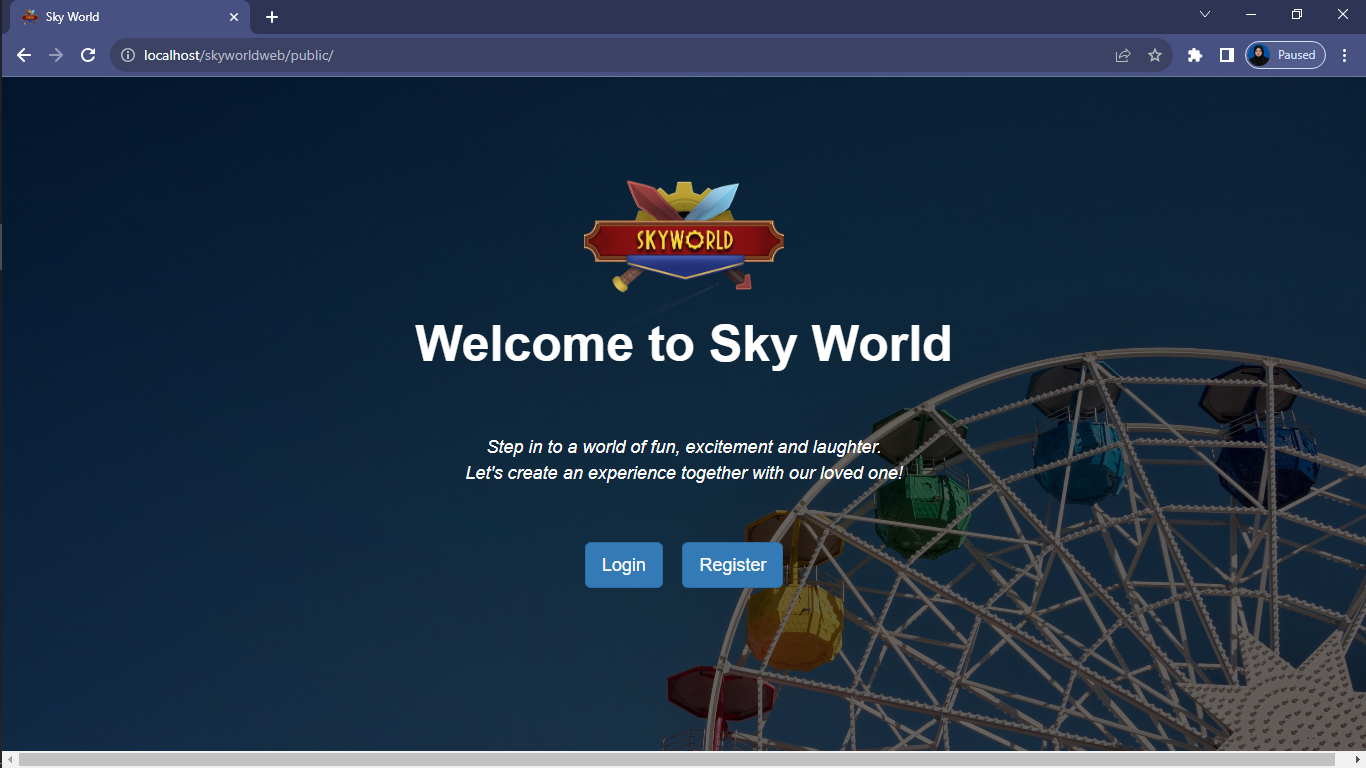 Sky World
localhost/skyworldweb/public/
Paused
SKYWORLD
Welcome to Sky World
Step in to a world of fun, excitement and laughter.
Let's create an experience together with our loved one!
Login Register